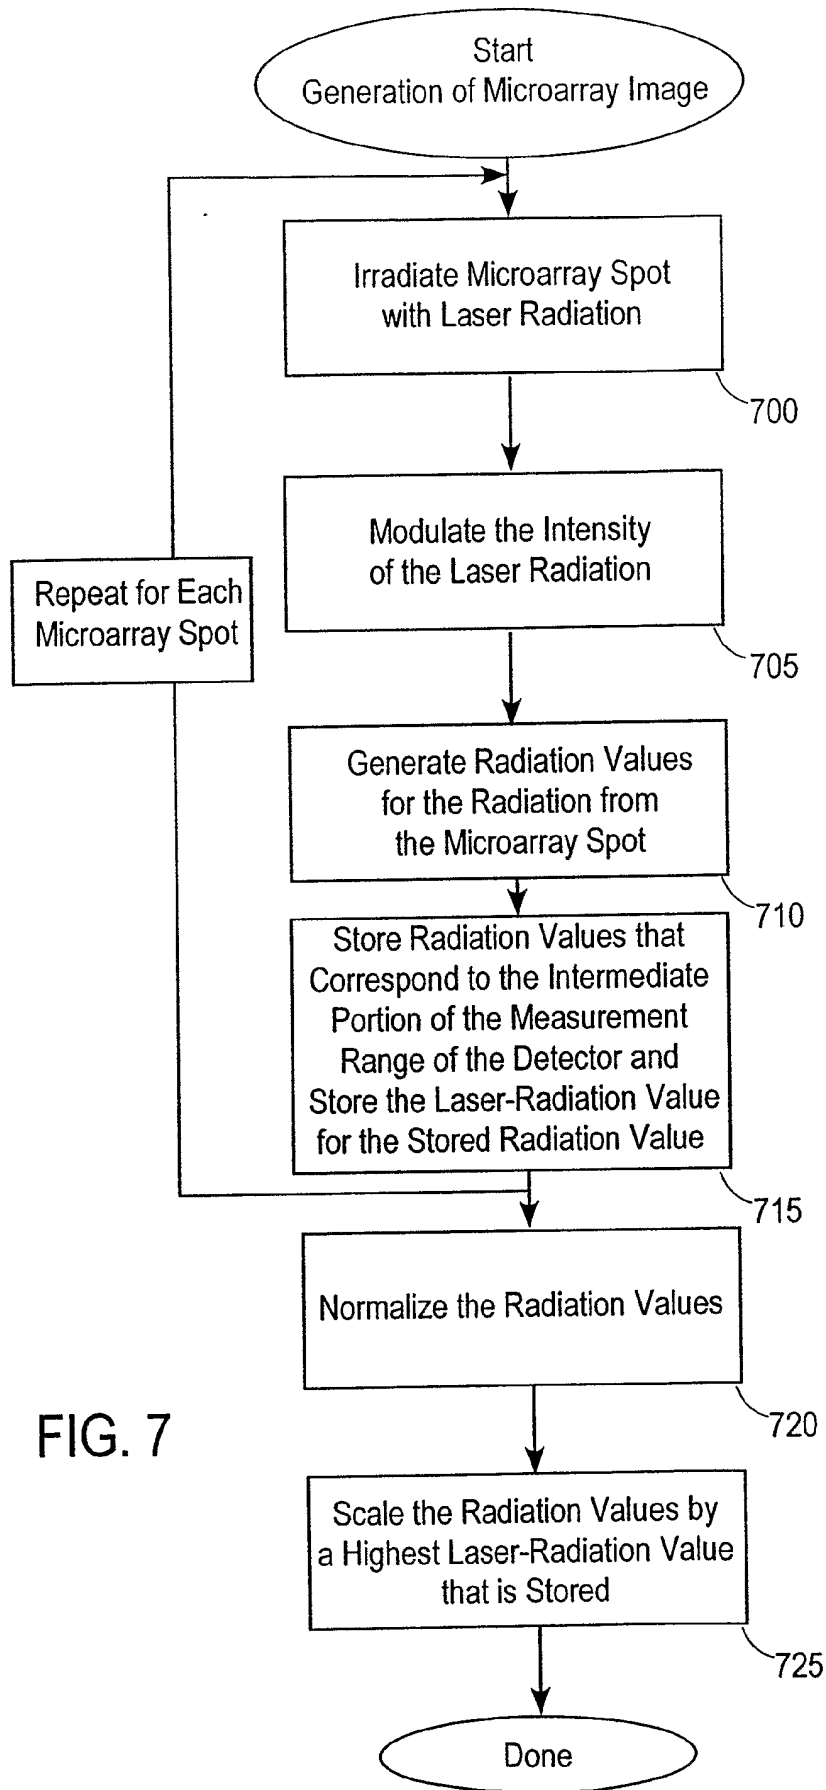 Start
Generation of Microarray Image
Irradiate Microarray Spot
with Laser Radiation
700
Modulate the Intensity
of the Laser Radiation
705
Repeat for Each
Microarray Spot
Generate Radiation Values
for the Radiation from
the Microarray Spot
710
Store Radiation Values that
Correspond to the Intermediate
Portion of the Measurement
Range of the Detector and
Store the Laser-Radiation Value
for the Stored Radiation Value
715
Normalize the Radiation Values
720
FIG. 7
Scale the Radiation Values by
a Highest Laser-Radiation Value
that is Stored
725
Done